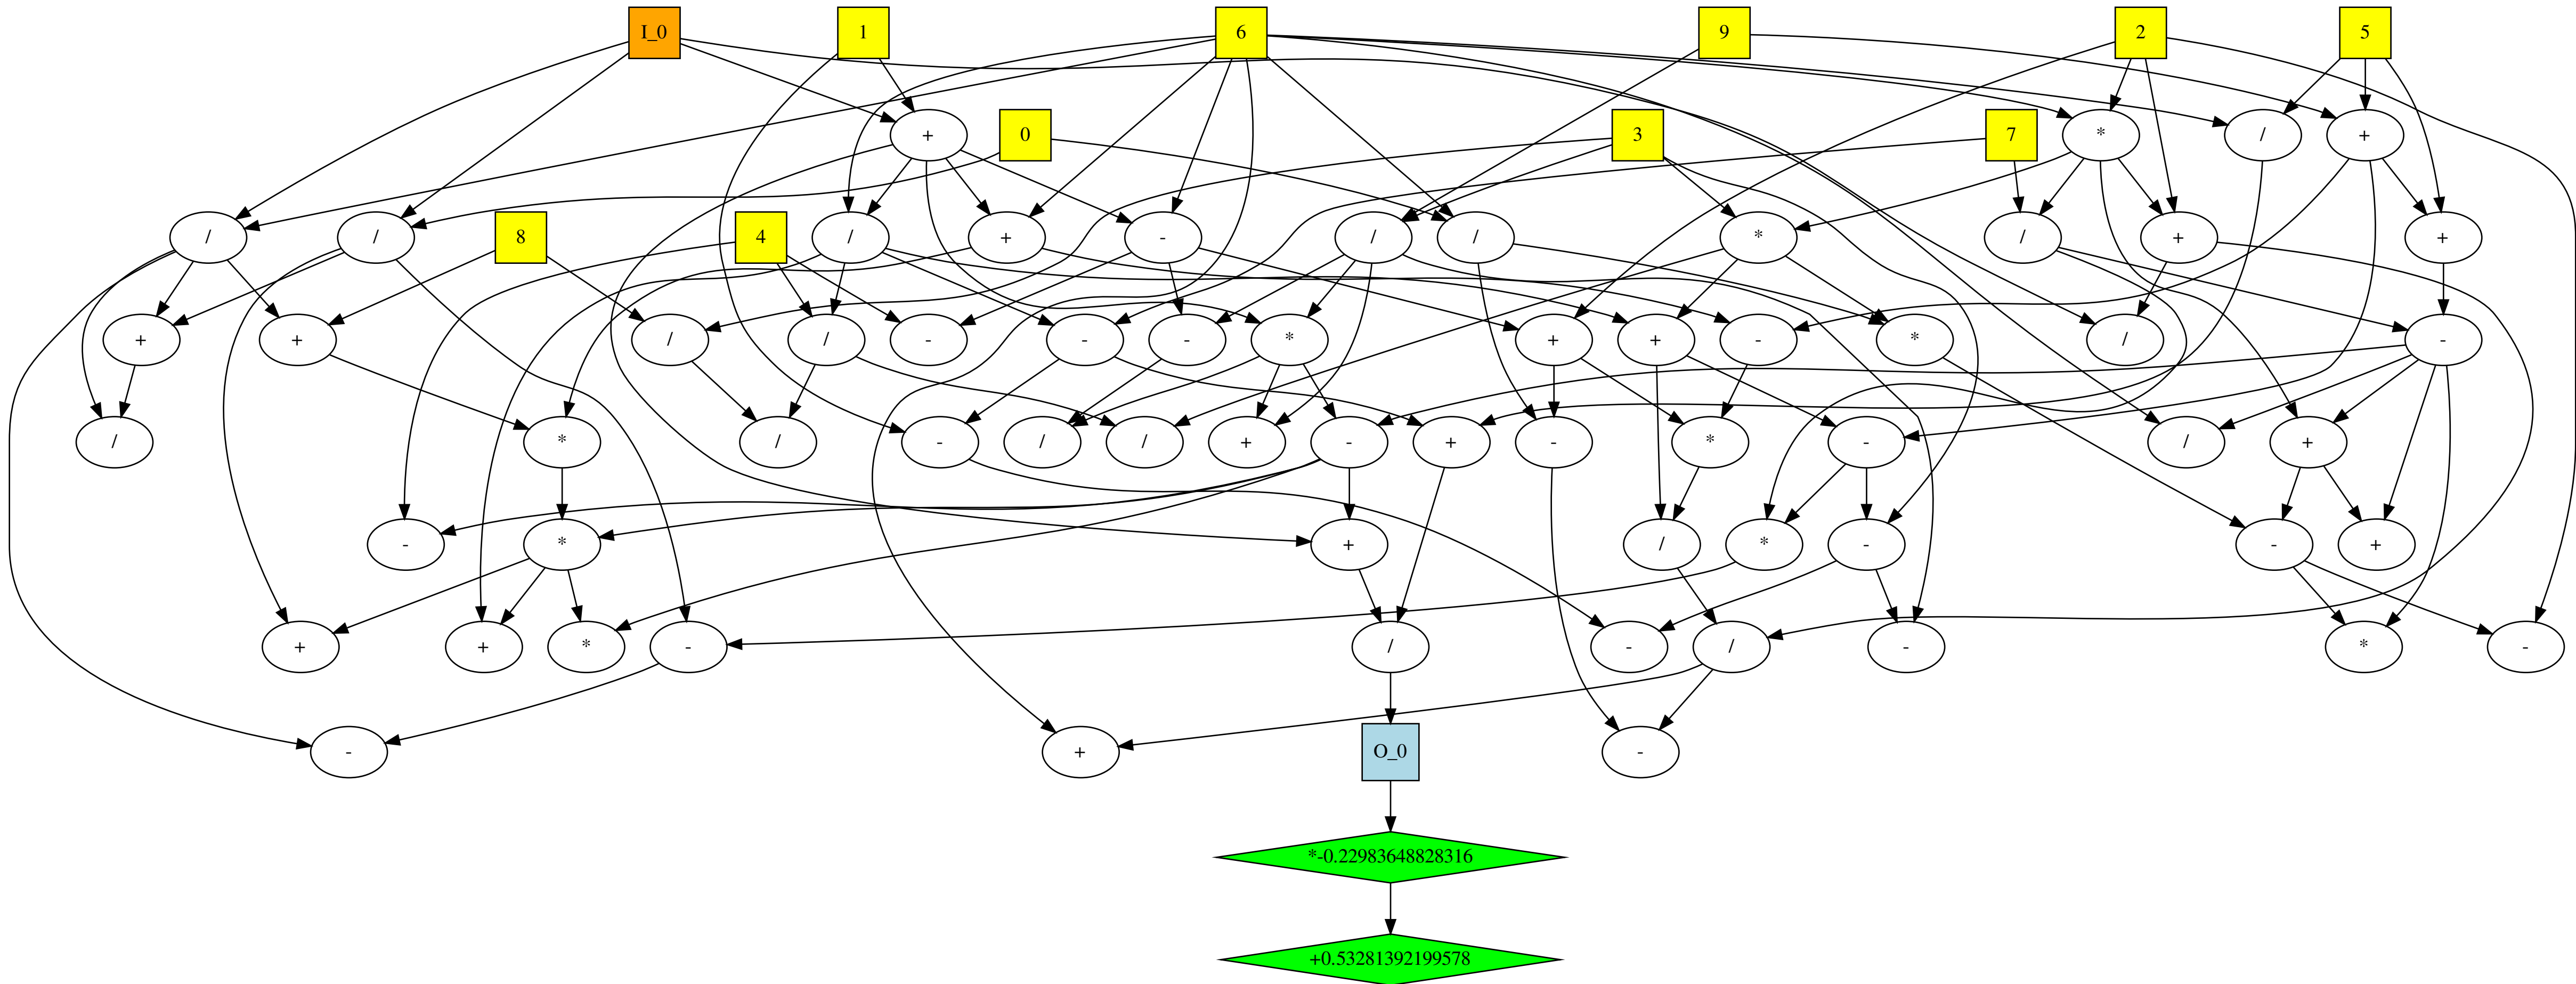 I_0 1 6 9 2 5
+ 0 3 7 * / +
/ / 8 4 / + - / / * / + +
+ + / / - - - * + + - * / -
/ * / - / / + - + - * - / +
- * + / * - - +
+ + * - / - / - * -
- + O_0 -
*-0.22983648828316
+0.53281392199578